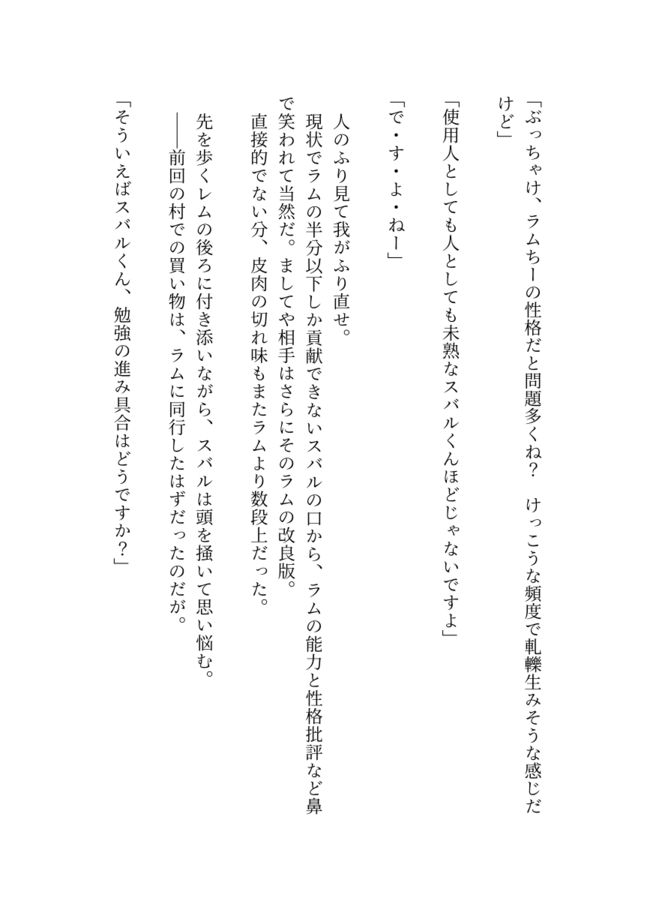 「ぶっちゃけ、ラムちーの性格だと問題多くね？　けっこうな頻度で軋轢生みそうな感じだ
けど」
「使用人としても人としても未熟なスバルくんほどじゃないですよ」
「で・す・よ・ねー」
人のふり見て我がふり直せ。
現状でラムの半分以下しか貢献できないスバルの口から、ラムの能力と性格批評など鼻
で笑われて当然だ。ましてや相手はさらにそのラムの改良版。
直接的でない分、皮肉の切れ味もまたラムより数段上だった。
先を歩くレムの後ろに付き添いながら、スバルは頭を掻いて思い悩む。
――前回の村での買い物は、ラムに同行したはずだったのだが。
「そういえばスバルくん、勉強の進み具合はどうですか？」